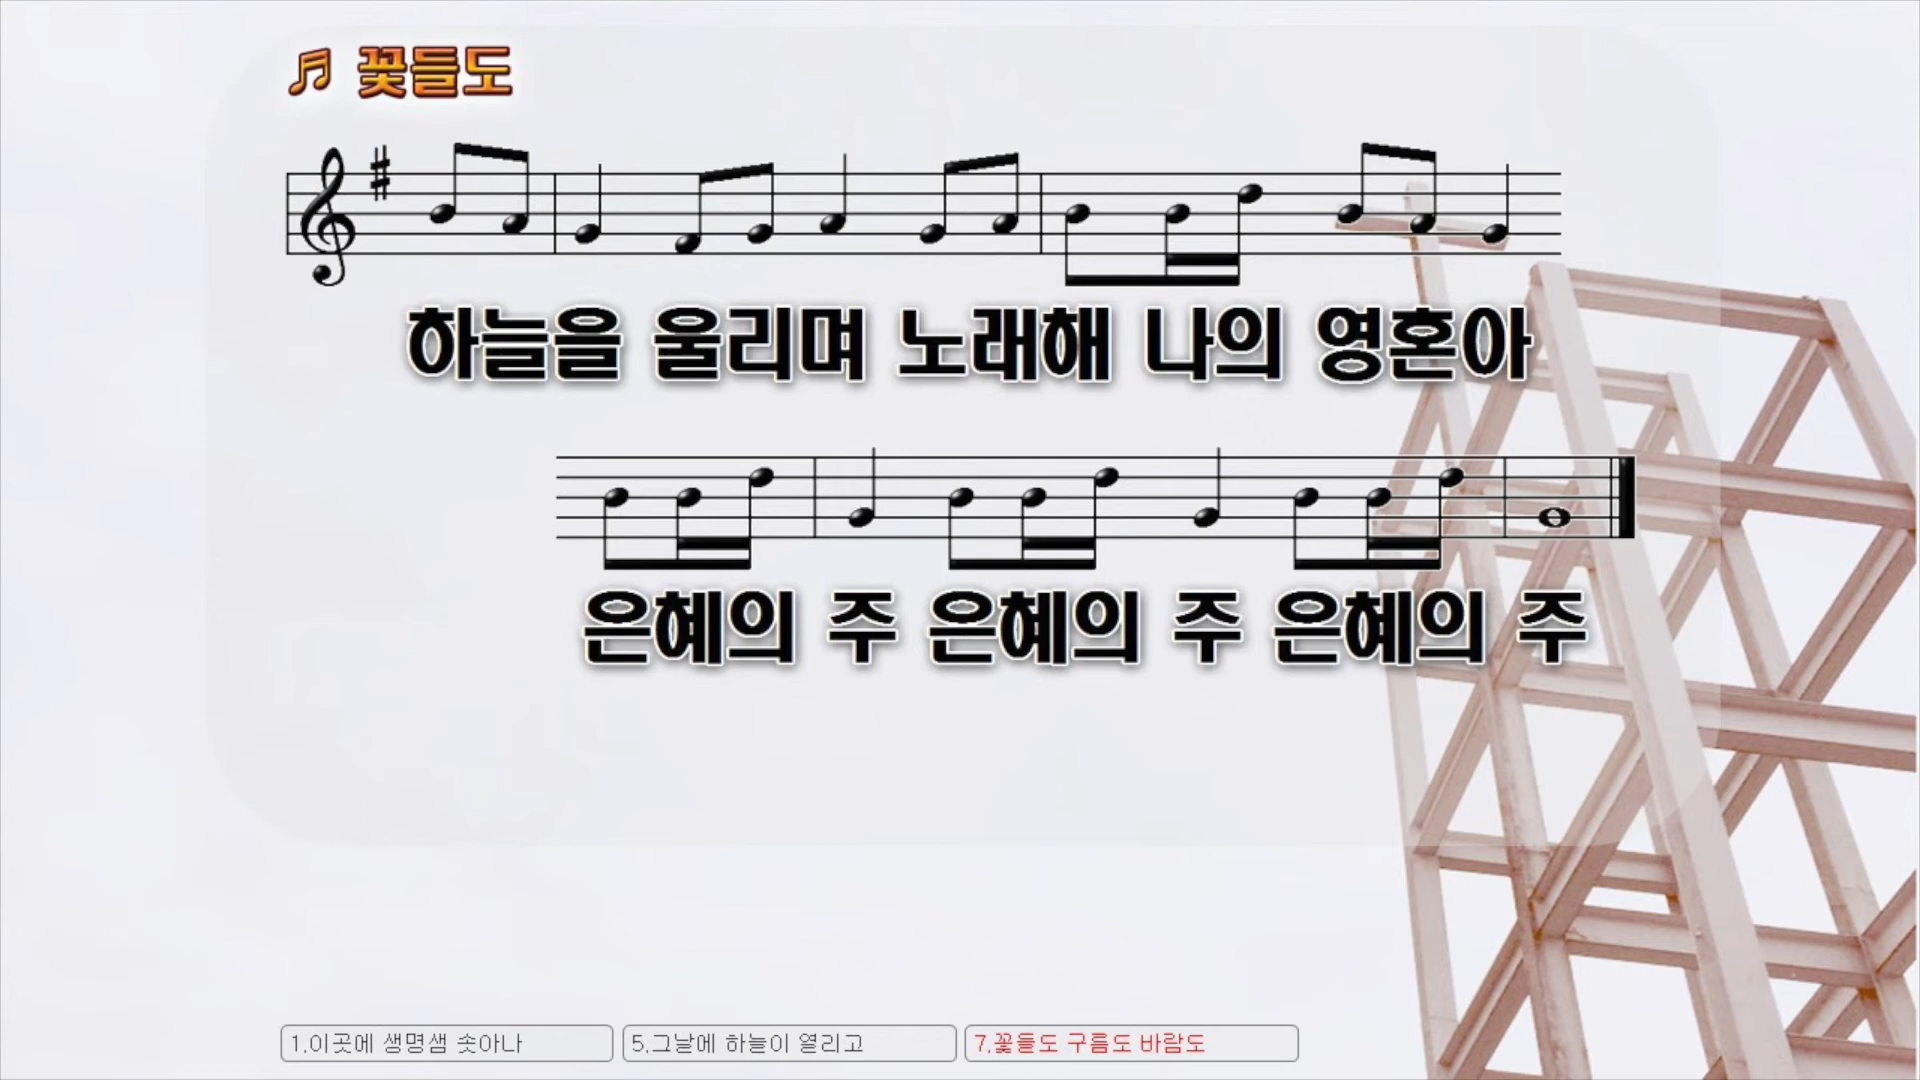 꽃들도
하늘을 울리며 노래해 나의 영혼아
은혜의 주 은혜의 주 은혜의 주
1.이곳에 생명샘 솟아나
5.그날에 하늘이 열리고
7.꽃들도 구름도 바람도